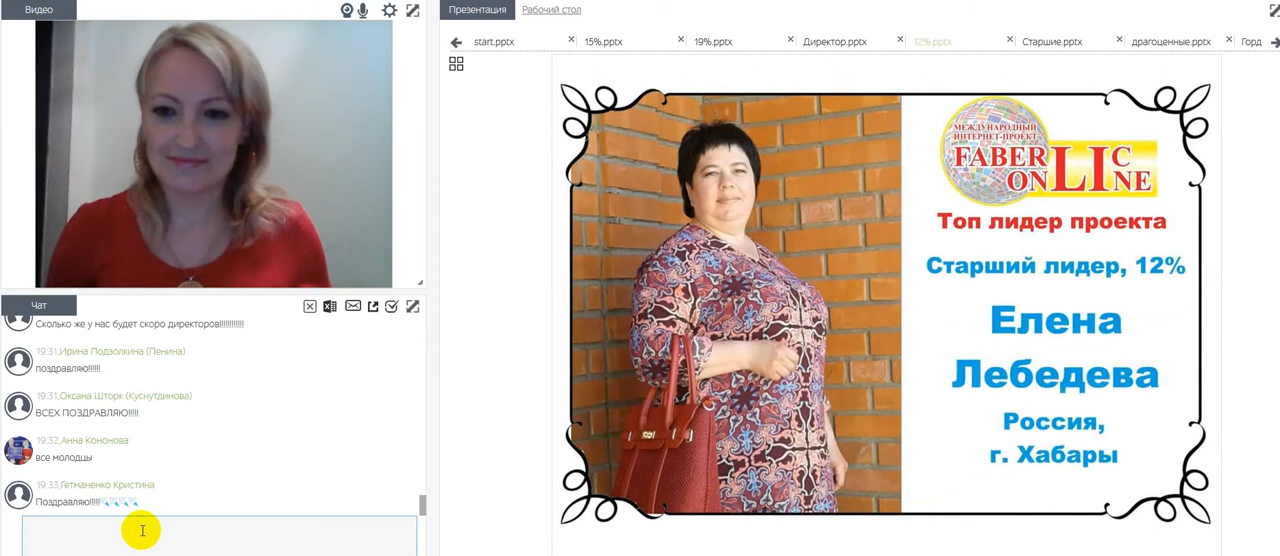 Видео
Презентация
Рабочий стол
start.pptx
15%.pptx
19%.pptx
Директор.pptx
12%.pptx
Старшие.pptx
драгоценные.pptx
Горд
МЕЖДУНАРОДНЫЙ
ИНТЕРНЕТ-ПРОЕКТ
FABERLIC
ONLINE
Топ лидер проекта
Старший лидер, 12%
Елена
Лебедева
Россия,
г. Хабары
Чат
Сколько же у нас будет скоро директоров!!!!!!!!!!!!
19:31,Ирина Подзолкина (Пенина)
поздравляю!!!!!!
19:31,Оксана Шторк (Куснутдинова)
ВСЕХ ПОЗДРАВЛЯЮ!!!!!
19:32,Анна Кононова
все молодцы
19:33,Гетманенко Кристина
Поздравляю!!!!!